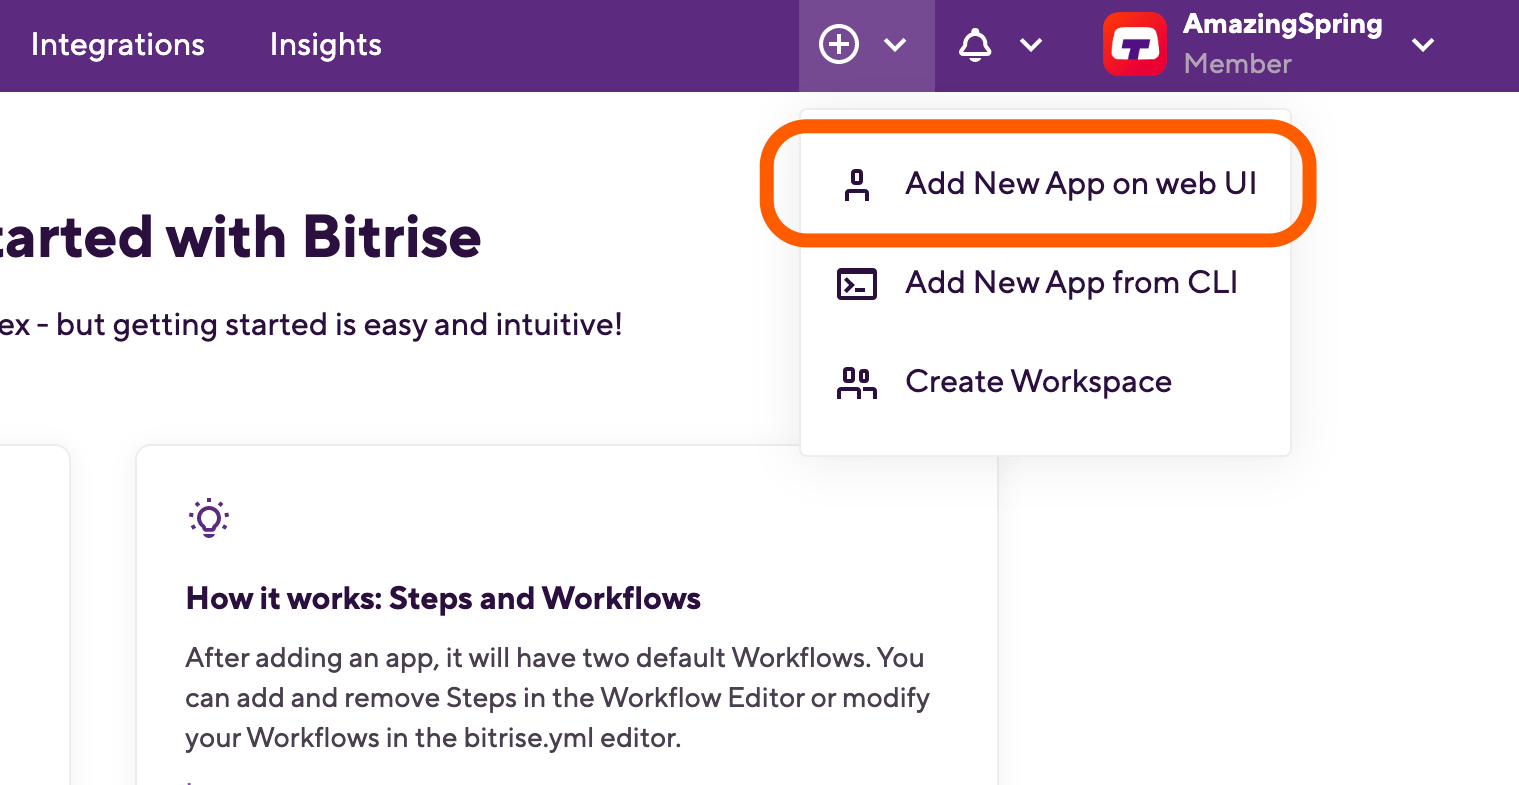 Integrations Insights
AmazingSpring
Member
Add New App on web UI
Add New App from CLI
Create Workspace
tarted with Bitrise
ex - but getting started is easy and intuitive!
How it works: Steps and Workflows
After adding an app, it will have two default Workflows. You
can add and remove Steps in the Workflow Editor or modify
your Workflows in the bitrise.yml editor.